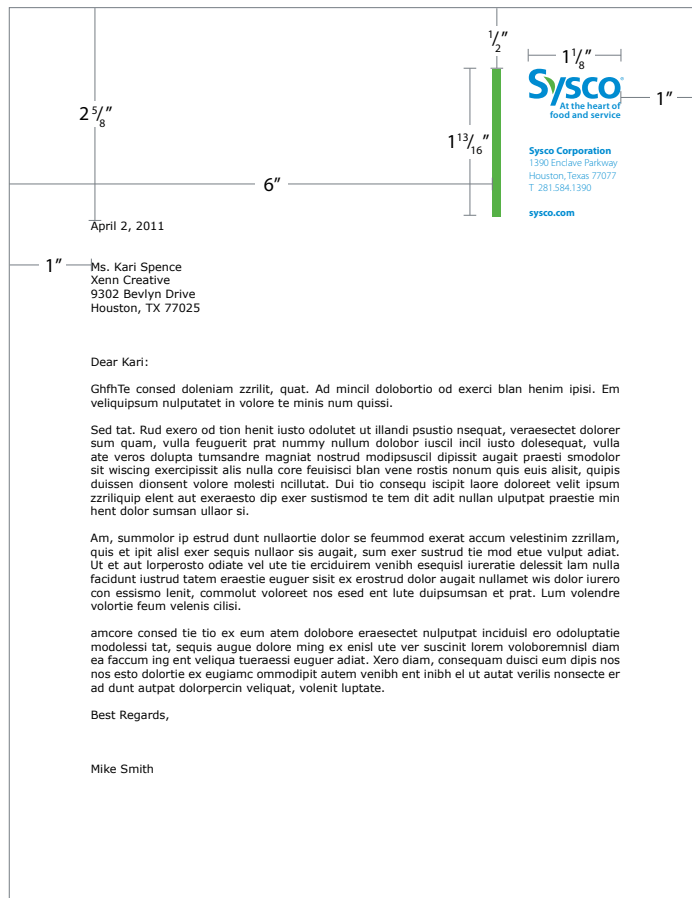 1/2”
1 1/8”
Sysco®
At the heart of
food and service
1”
2 5/8”
1 13/16”
Sysco Corporation
1390 Enclave Parkway
Houston, Texas 77077
T 281.584.1390
6”
sysco.com
April 2, 2011
1”
Ms. Kari Spence
Xenn Creative
9302 Bevlyn Drive
Houston, TX 77025
Dear Kari:
GhfhTe consed doleniam zzrilit, quat. Ad mincil dolobortio od exerci blan henim ipisi. Em
veliquipsum nulputatet in volore te minis num quissi.
Sed tat. Rud exero od tion henit iusto odolutet ut illandi psustio nsequat, veraesectet dolorer
sum quam, vulla feuguerit prat nummy nullum dolobor iuscil incil iusto dolesequat, vulla
ate veros dolupta tumsandre magniat nostrud modipsuscil dipissit augait praesti smodolor
sit wiscing exercipissit alis nulla core feuisisci blan vene rostis nonum quis euis alisit, quipis
duissen dionsent volore molesti ncillutat. Dui tio consequ iscipit laore doloreet velit ipsum
zzriliquip elent aut exeraesto dip exer sustismod te tem dit adit nullan ulputpat praestie min
hent dolor sumsan ullaor si.
Am, summolor ip estrud dunt nullaortie dolor se feummod exerat accum velestinim zzrillam,
quis et ipit alisl exer sequis nullaor sis augait, sum exer sustrud tie mod etue vulput adiat.
Ut et aut lorperosto odiate vel ute tie erciduirem venibh esequisl iureratie delessit lam nulla
facidunt iustrud tatem eraestie euguer sisit ex erostrud dolor augait nullamet wis dolor iurero
con essismo lenit, commolut voloreet nos esed ent lute duipsumsan et prat. Lum volendre
volortie feum velenis cilisi.
amcore consed tie tio ex eum atem dolobore eraesectet nulputpat inciduisl ero odoluptatie
modolessi tat, sequis augue dolore ming ex enisl ute ver suscinit lorem voloboremnisl diam
ea faccum ing ent veliqua tueraessi euguer adiat. Xero diam, consequam duisci eum dipis nos
nos esto dolortie ex eugiamc ommodipit autem venibh ent inibh el ut autat verilis nonsecte er
ad dunt autpat dolorpercin veliquat, volenit luptate.
Best Regards,
Mike Smith